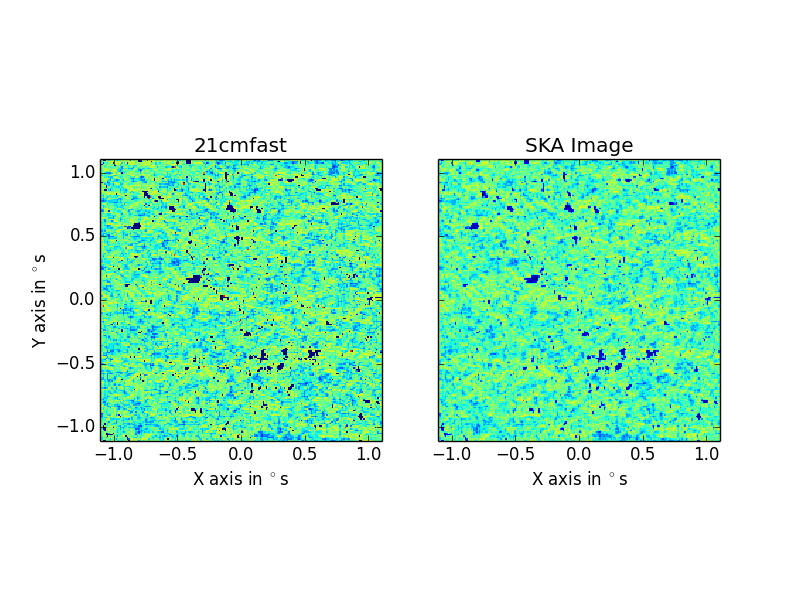 21cmfast
SKA Image
1.0
0.5
0.0
−0.5
−1.0
Y axis in °s
−1.0 −0.5 0.0 0.5 1.0
X axis in °s
−1.0 −0.5 0.0 0.5 1.0
X axis in °s